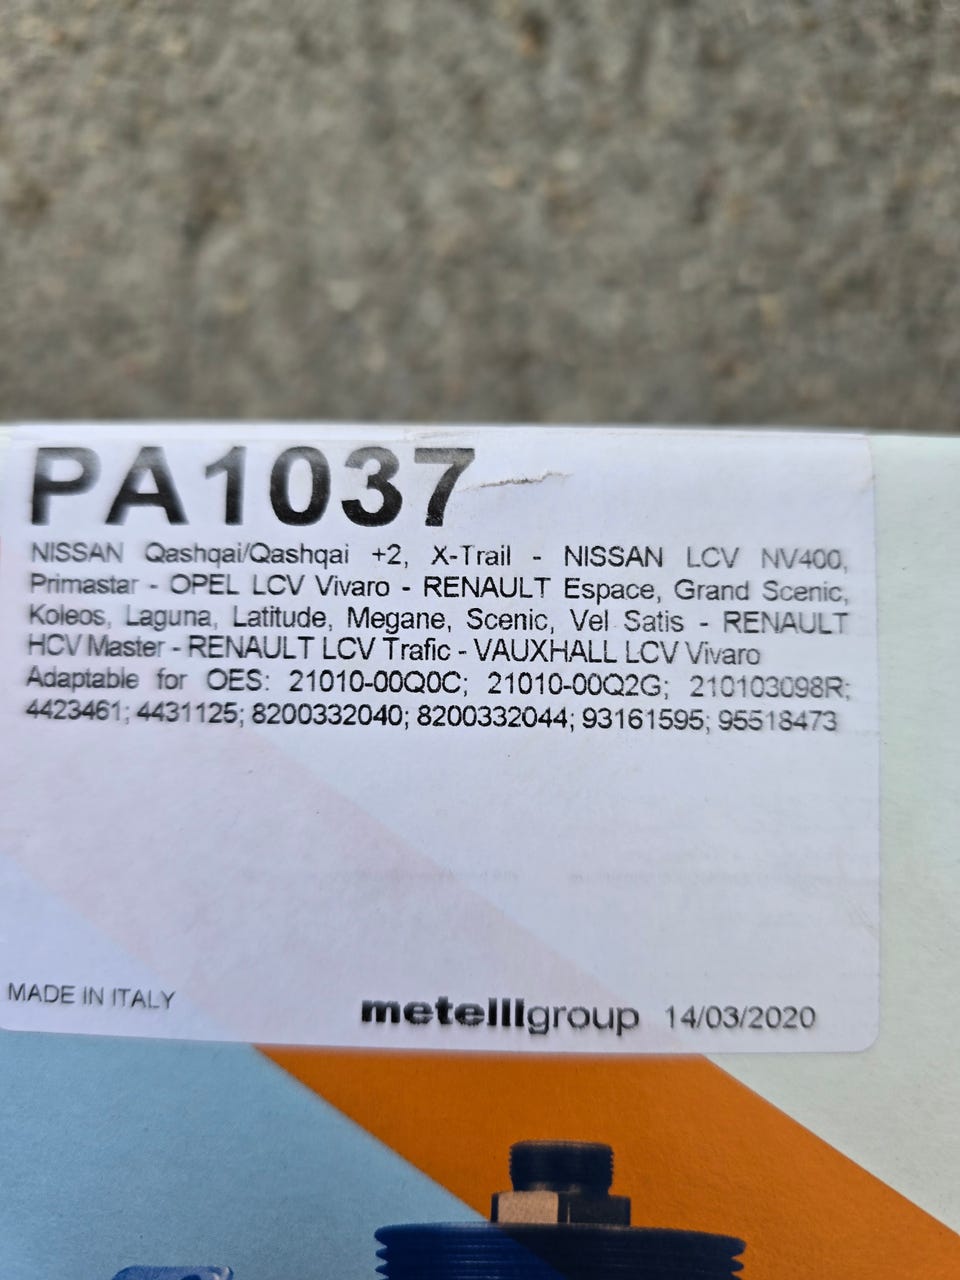 PA1037
NISSAN Qashqai/Qashqai +2, X-Trail - NISSAN LCV NV400,
Primastar - OPEL LCV Vivaro - RENAULT Espace, Grand Scenic,
Koleos, Laguna, Latitude, Megane, Scenic, Vel Satis - RENAULT
HCV Master - RENAULT LCV Trafic - VAUXHALL LCV Vivaro
Adaptable for OES: 21010-00Q0C; 21010-00Q2G; 210103098R;
4423461; 4431125; 8200332040; 8200332044; 93161595; 95518473
MADE IN ITALY
metelligroup 14/03/2020